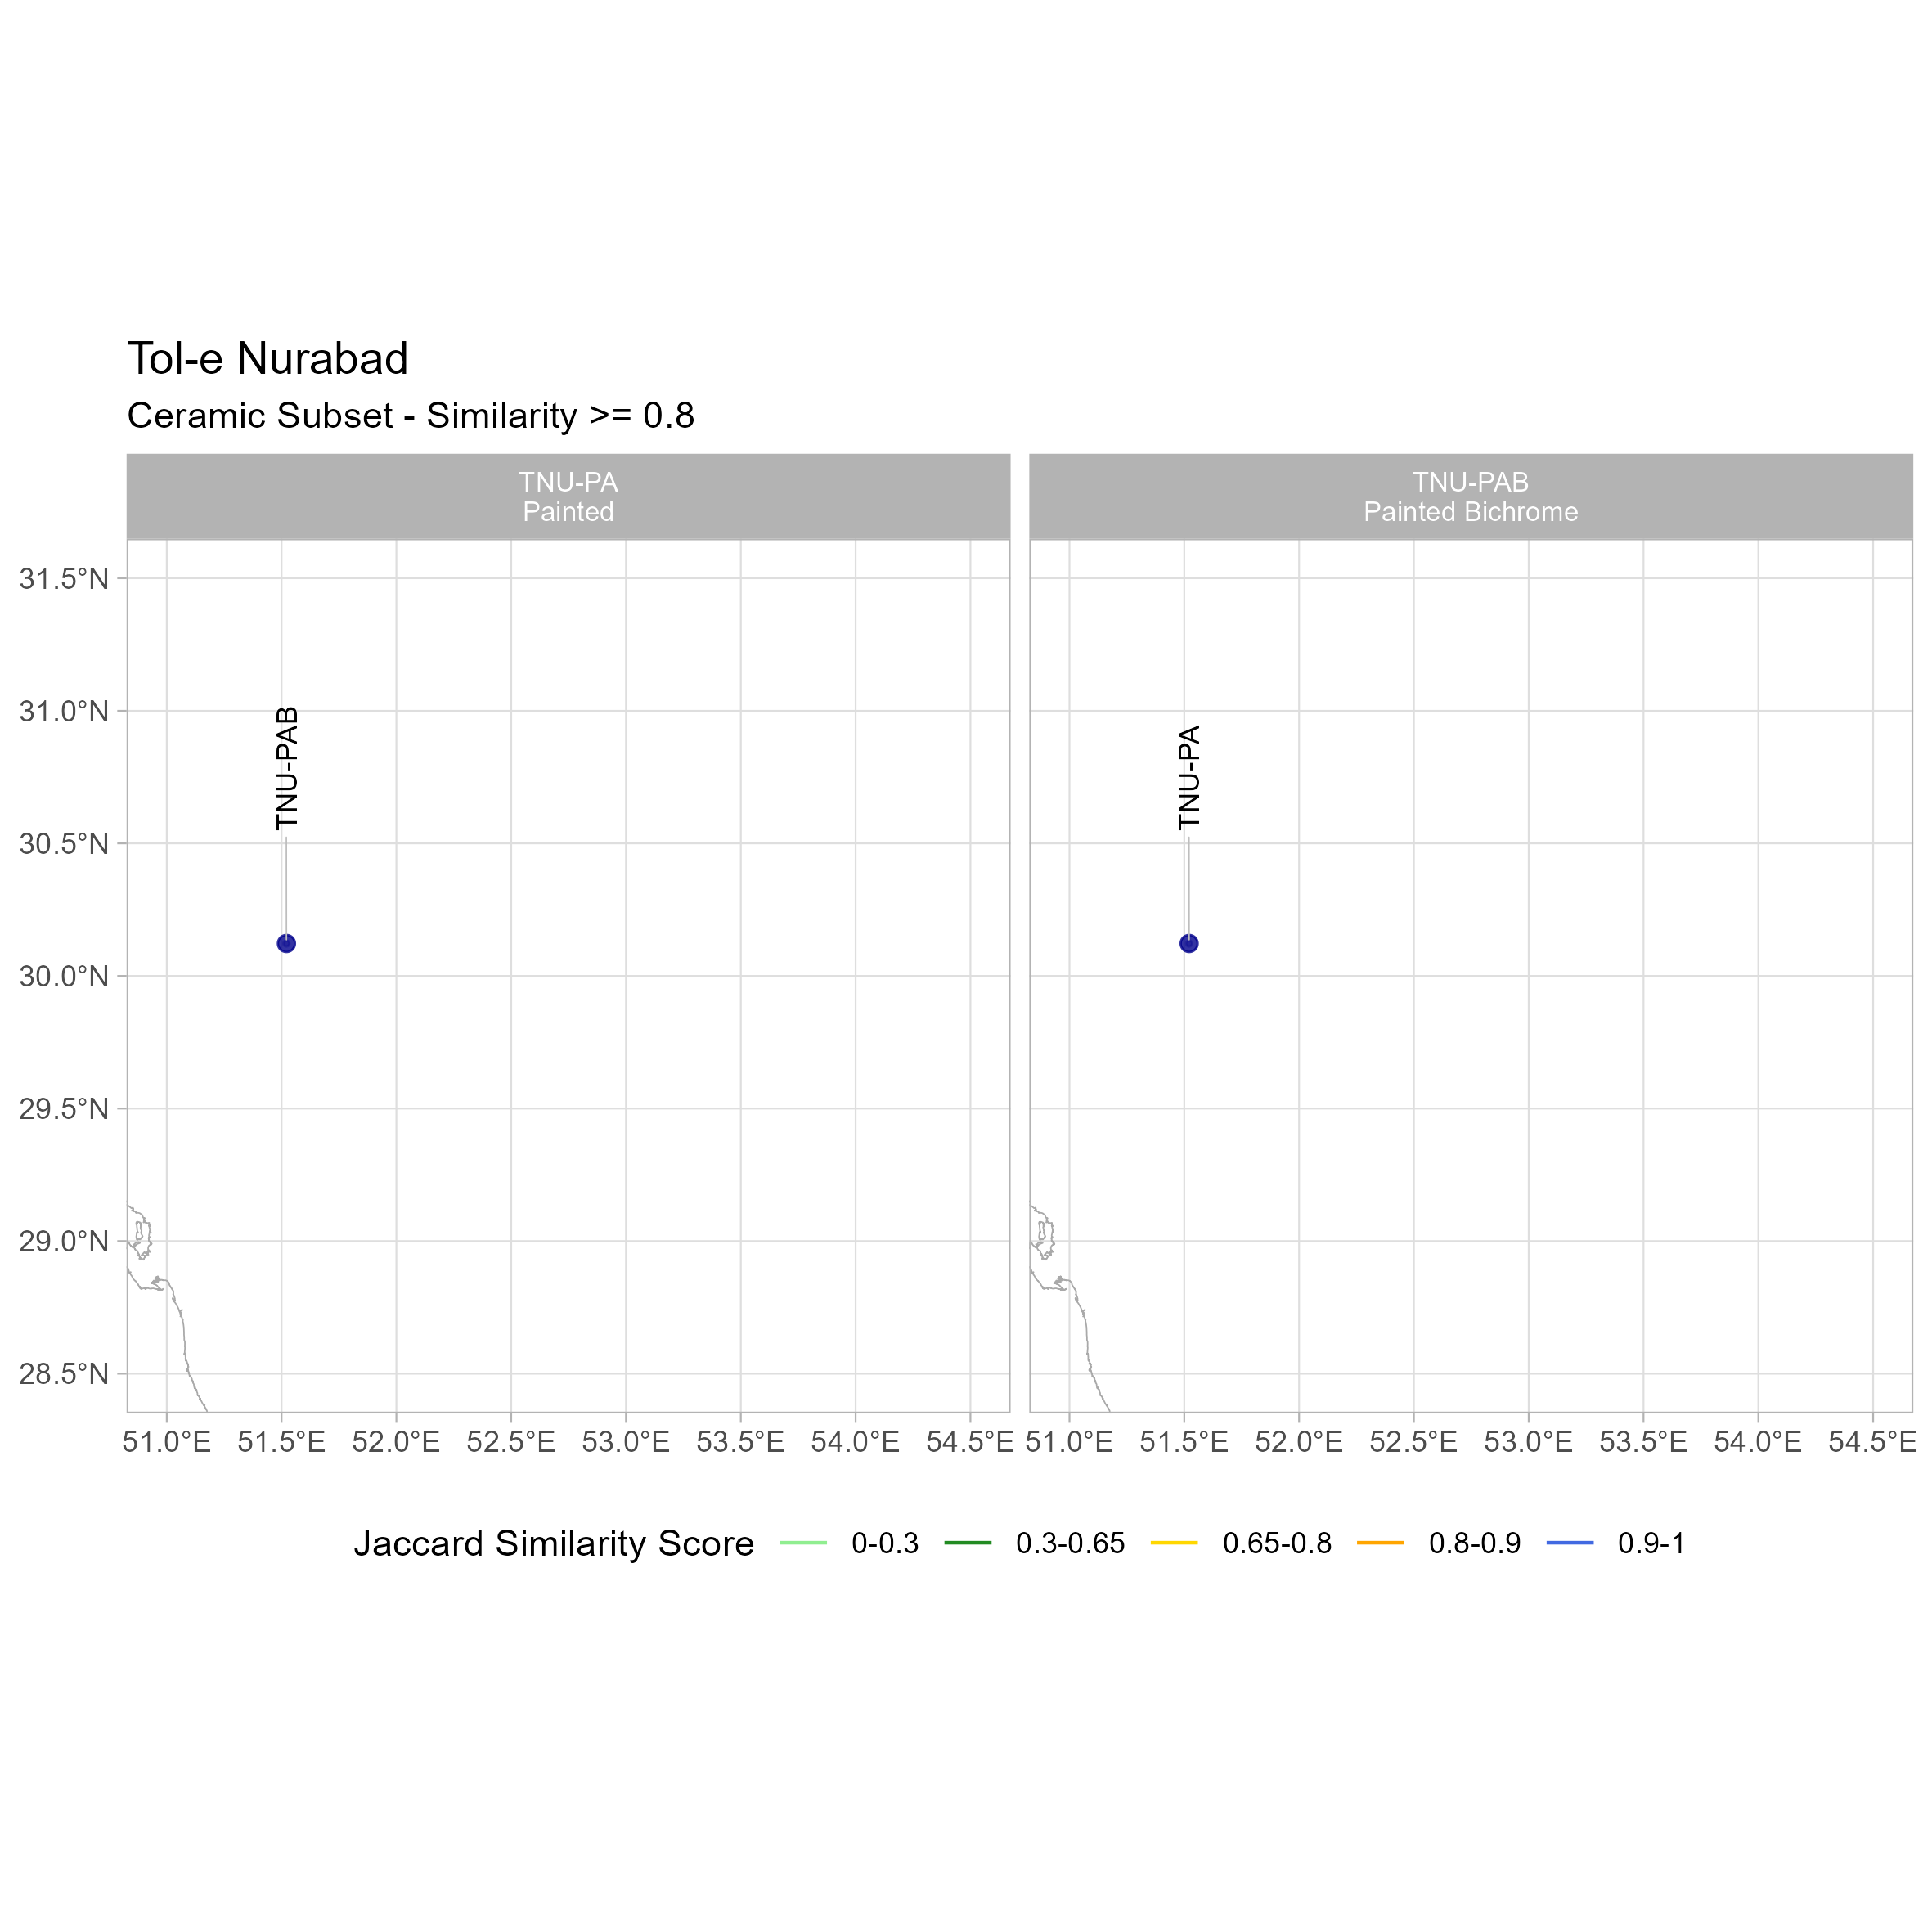 Tol-e Nurabad
Ceramic Subset - Similarity >= 0.8
TNU-PA
Painted
TNU-PAB
Painted Bichrome
31.5°N
31.0°N
30.5°N
30.0°N
29.5°N
29.0°N
28.5°N
TNU-PAB
TNU-PA
51.0°E 51.5°E 52.0°E 52.5°E 53.0°E 53.5°E 54.0°E 54.5°E 51.0°E 51.5°E 52.0°E 52.5°E 53.0°E 53.5°E 54.0°E 54.5°E
Jaccard Similarity Score 0-0.3 0.3-0.65 0.65-0.8 0.8-0.9 0.9-1